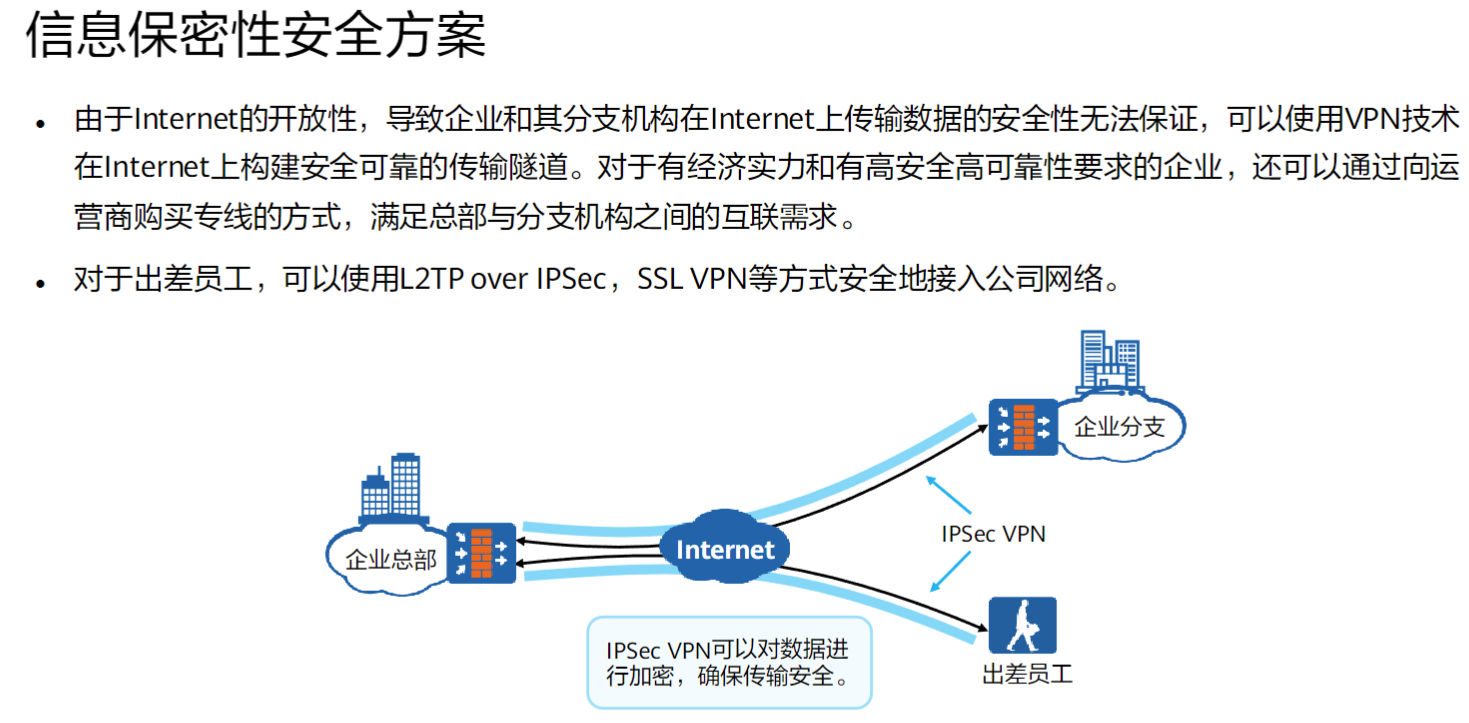 信息保密性安全方案
• 由于Internet的开放性，导致企业和其分支机构在Internet上传输数据的安全性无法保证，可以使用VPN技术
在Internet上构建安全可靠的传输隧道。对于有经济实力和有高安全高可靠性要求的企业，还可以通过向运
营商购买专线的方式，满足总部与分支机构之间的互联需求。
• 对于出差员工，可以使用L2TP over IPSec，SSL VPN等方式安全地接入公司网络。
企业分支
企业总部
Internet
IPSec VPN
IPSec VPN可以对数据进
行加密，确保传输安全。
出差员工